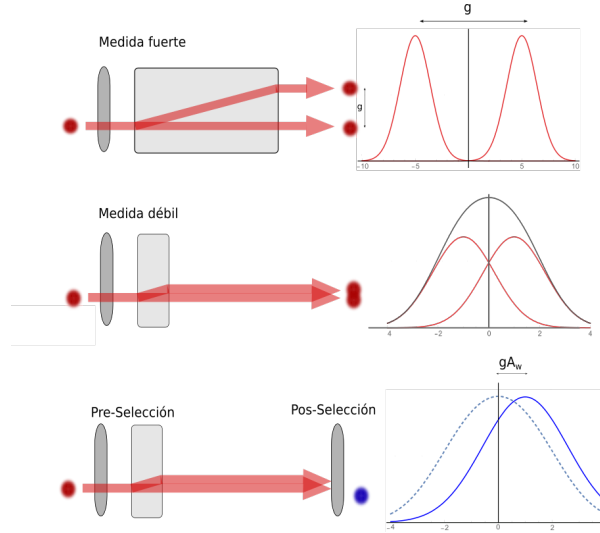 g
Medida fuerte
g
-10 -5 0 5 10
Medida débil
4 -2 0 2 4
gAw
Pre-Selección Pos-Selección
-4 -2 0 2